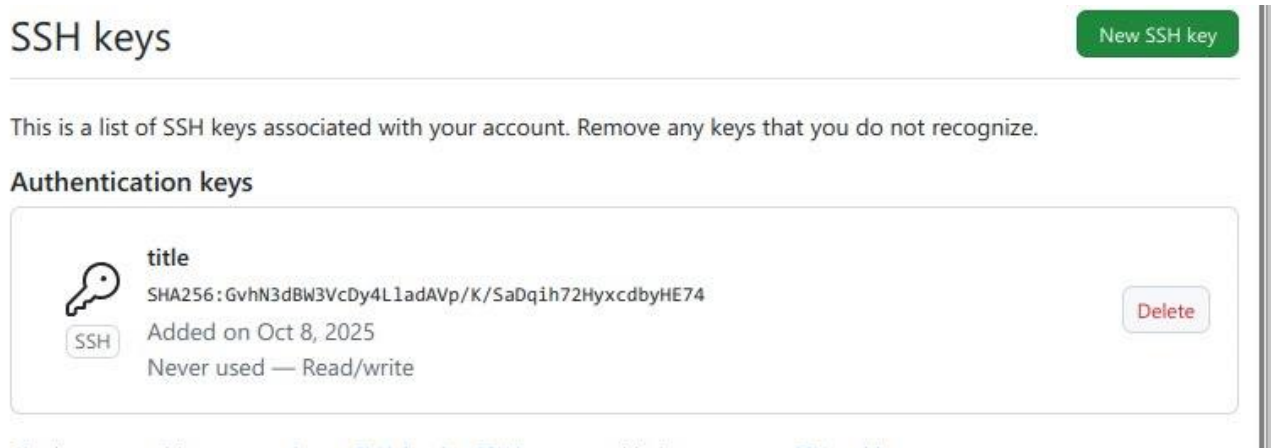 SSH keys
New SSH key
This is a list of SSH keys associated with your account. Remove any keys that you do not recognize.
Authentication keys
title
SHA256:GvhN3dBW3VcDy4LladAVp/K/SaDqih72HyxcdbyHE74
Added on Oct 8, 2025
Never used — Read/write
SSH
Delete